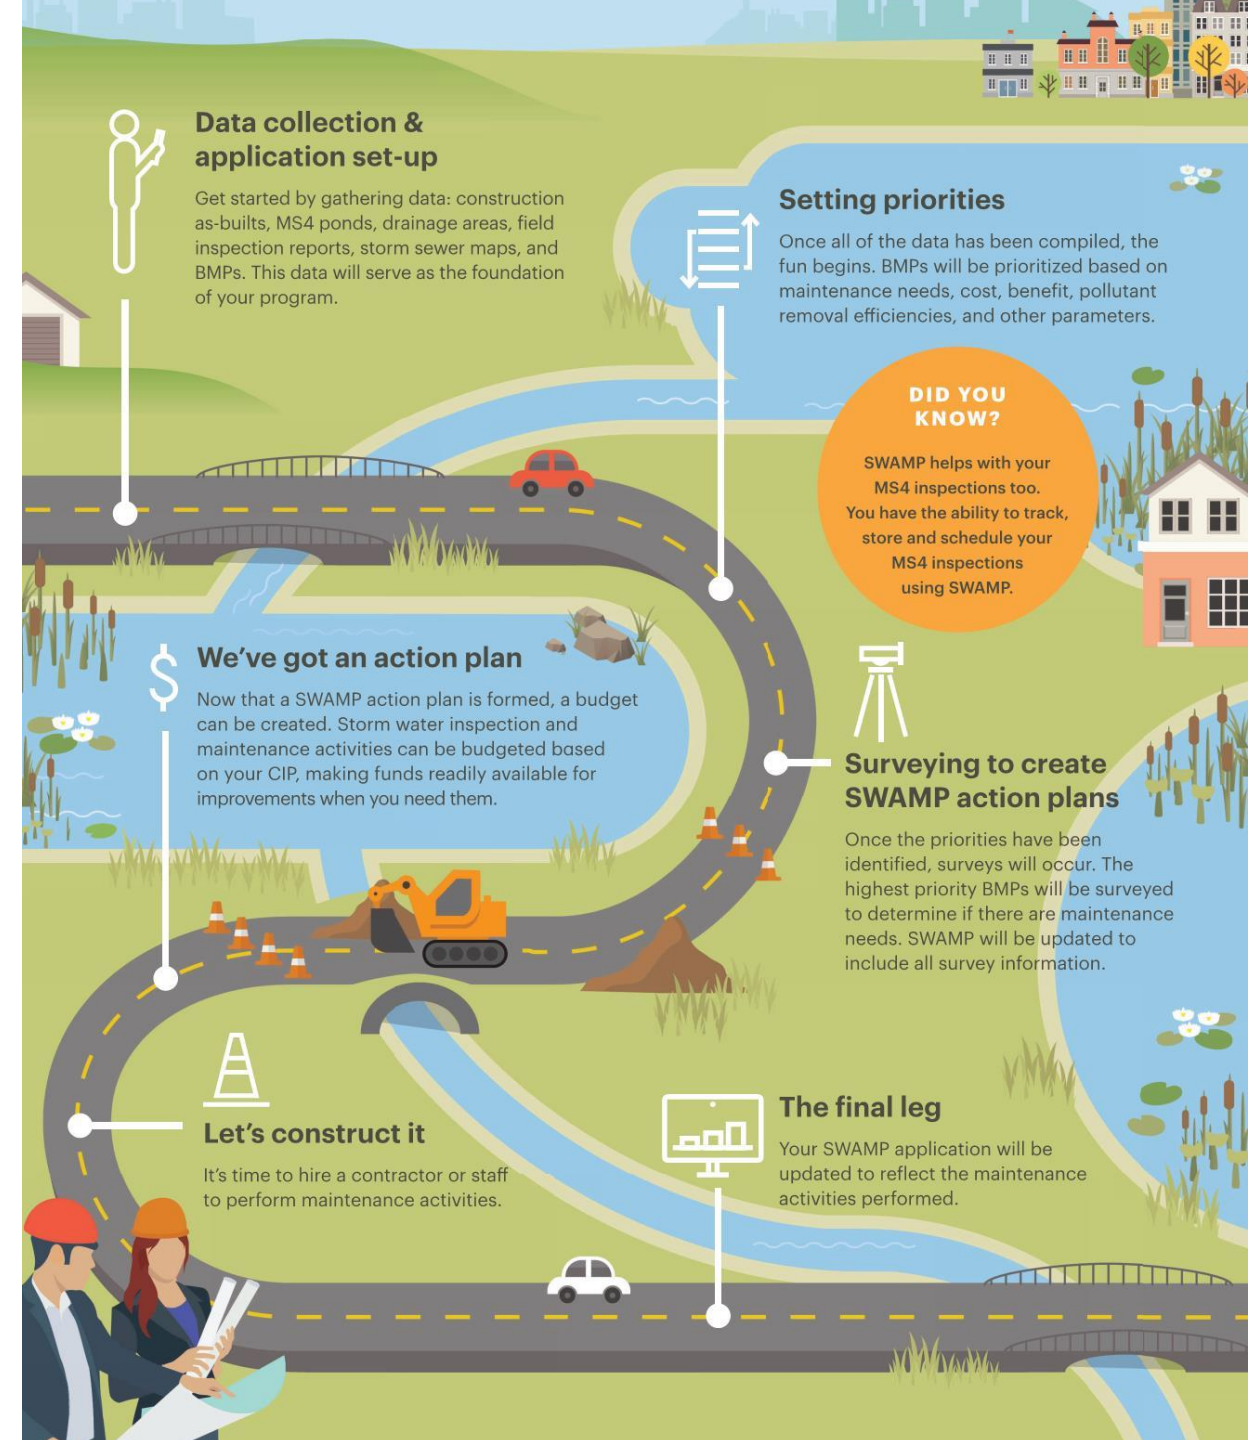 Data collection &
application set-up
Get started by gathering data: construction
as-builts, MS4 ponds, drainage areas, field
inspection reports, storm sewer maps, and
BMPs. This data will serve as the foundation
of your program.
Setting priorities
Once all of the data has been compiled, the
fun begins. BMPs will be prioritized based on
maintenance needs, cost, benefit, pollutant
removal efficiencies, and other parameters.
DID YOU
KNOW?
SWAMP helps with your
MS4 inspections too.
You have the ability to track,
store and schedule your
MS4 inspections
using SWAMP.
Surveying to create
SWAMP action plans
Once the priorities have been
identified, surveys will occur. The
highest priority BMPs will be surveyed
to determine if there are maintenance
needs. SWAMP will be updated to
include all survey information.
$
We've got an action plan
Now that a SWAMP action plan is formed, a budget
can be created. Storm water inspection and
maintenance activities can be budgeted based
on your CIP, making funds readily available for
improvements when you need them.
Let's construct it
It's time to hire a contractor or staff
to perform maintenance activities.
The final leg
Your SWAMP application will be
updated to reflect the maintenance
activities performed.